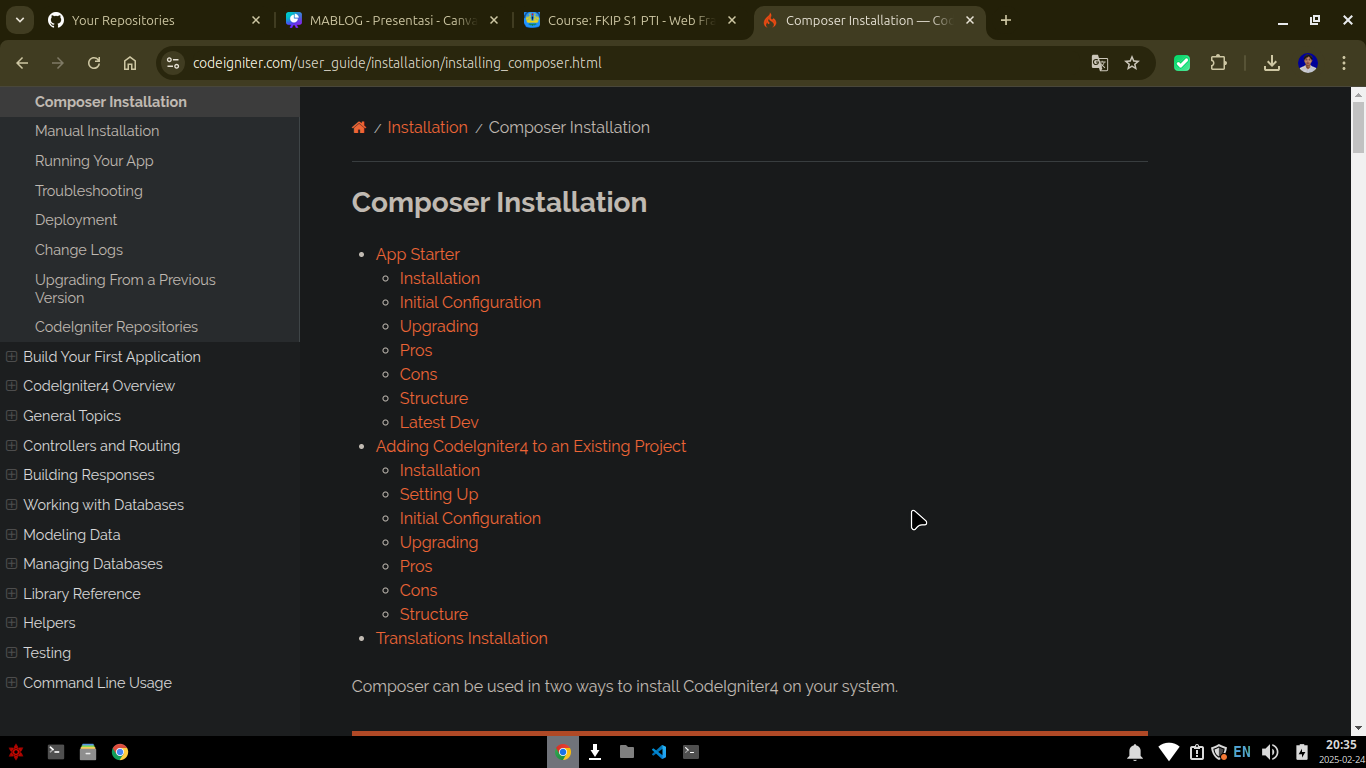 Your Repositories
MABLOG - Presentasi - Canva
Course: FKIP S1 PTI - Web Fra
Composer Installation — Co
codeigniter.com/user_guide/installation/installing_composer.html
Composer Installation
Manual Installation
Running Your App
Troubleshooting
Deployment
Change Logs
Upgrading From a Previous
Version
CodeIgniter Repositories
Build Your First Application
CodeIgniter4 Overview
General Topics
Controllers and Routing
Building Responses
Working with Databases
Modeling Data
Managing Databases
Library Reference
Helpers
Testing
Command Line Usage
/ Installation / Composer Installation
Composer Installation
App Starter
Installation
Initial Configuration
Upgrading
Pros
Cons
Structure
Latest Dev
Adding CodeIgniter4 to an Existing Project
Installation
Setting Up
Initial Configuration
Upgrading
Pros
Cons
Structure
Translations Installation
Composer can be used in two ways to install CodeIgniter4 on your system.
EN
20:35
2025-02-24